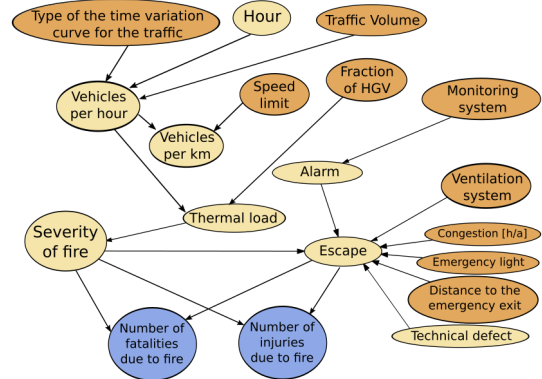 Type of the time variation
curve for the traffic
Hour
Traffic Volume
Vehicles
per hour
Speed
limit
Fraction
of HGV
Monitoring
system
Vehicles
per km
Alarm
Ventilation
system
Thermal load
Severity
of fire
Escape
Congestion [h/a]
Emergency light
Distance to the
emergency exit
Technical defect
Number of
fatalities
due to fire
Number of
injuries
due to fire